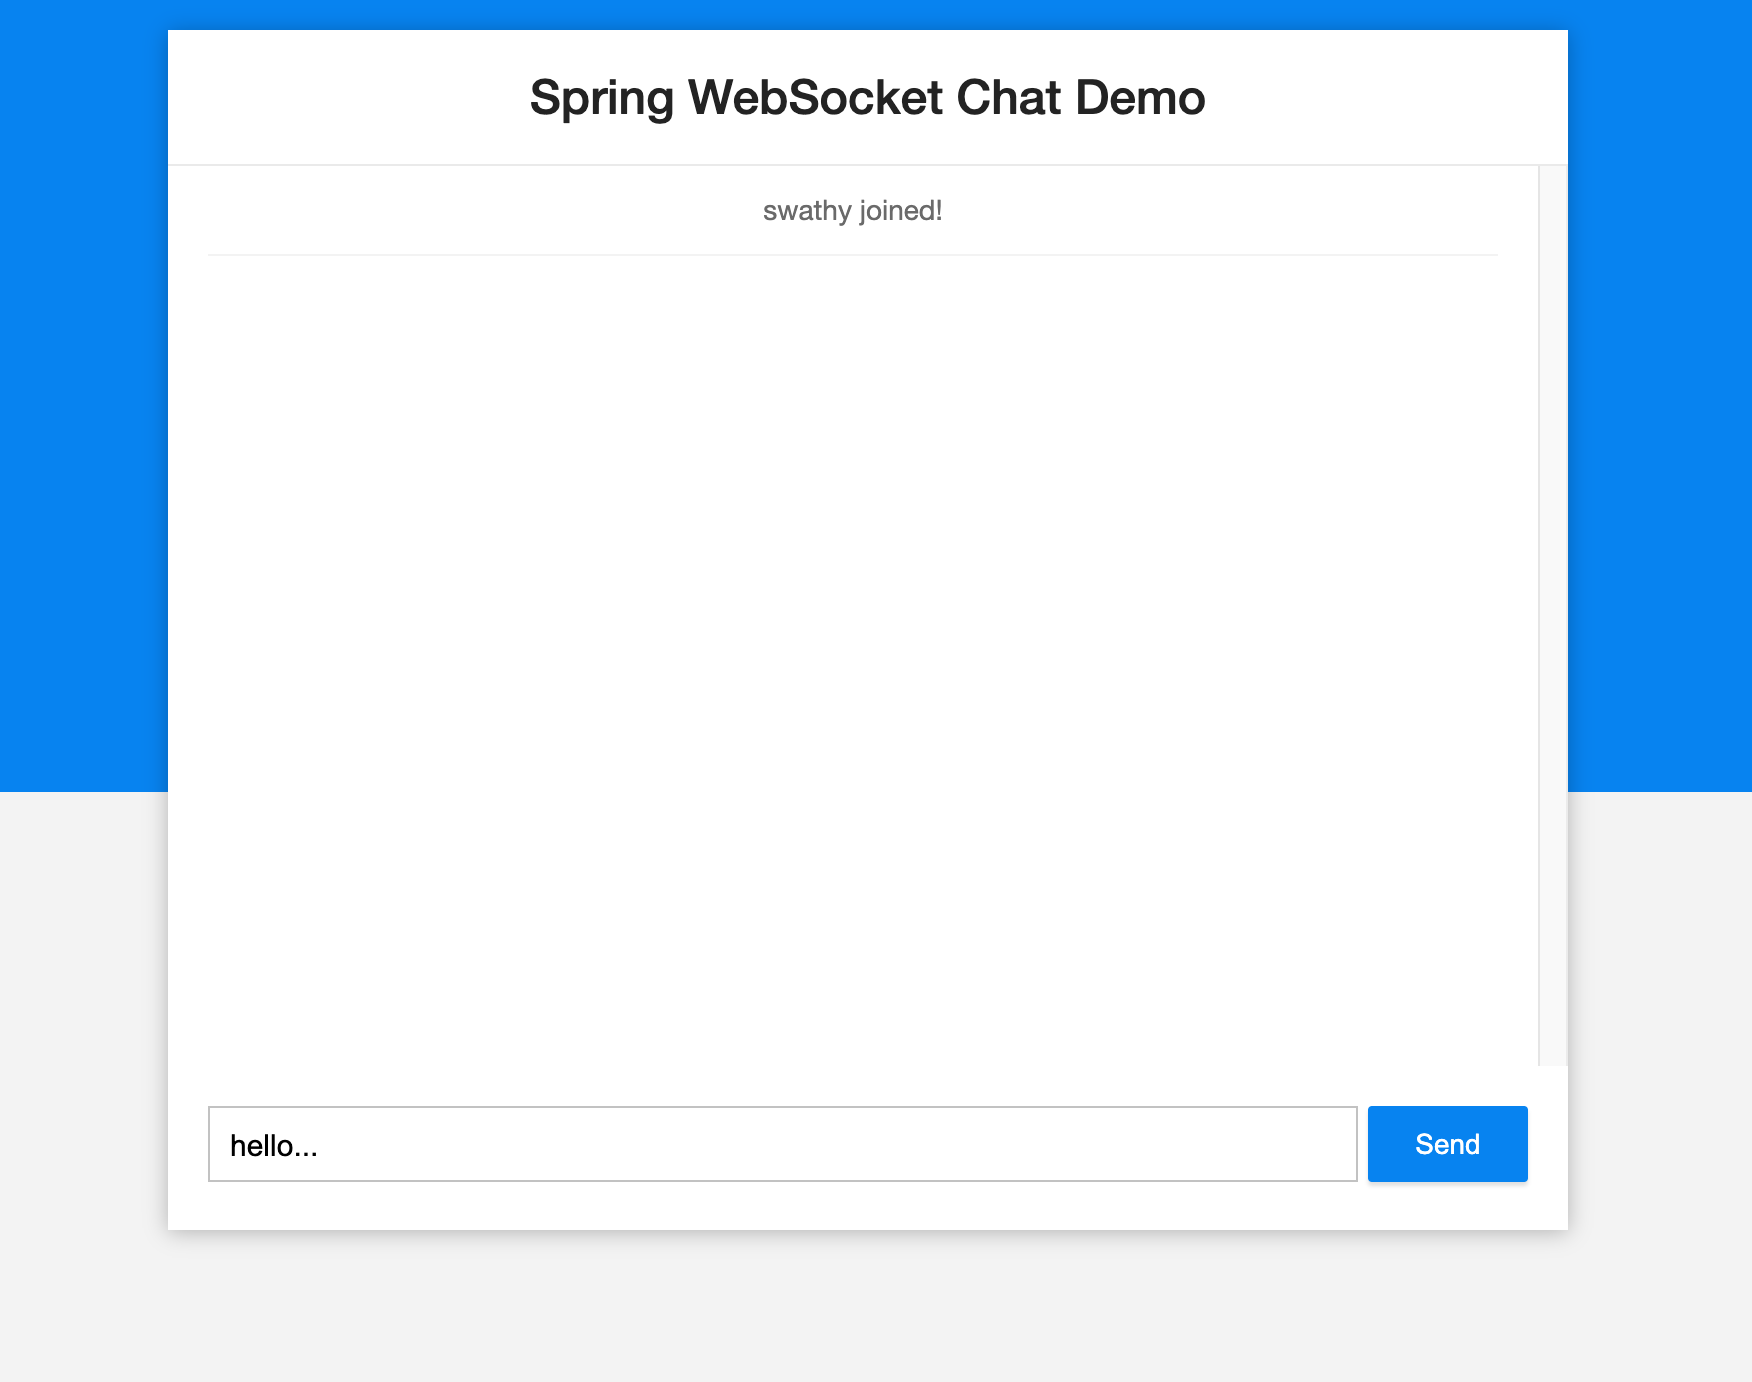 Spring WebSocket Chat Demo
swathy joined!
hello...
Send